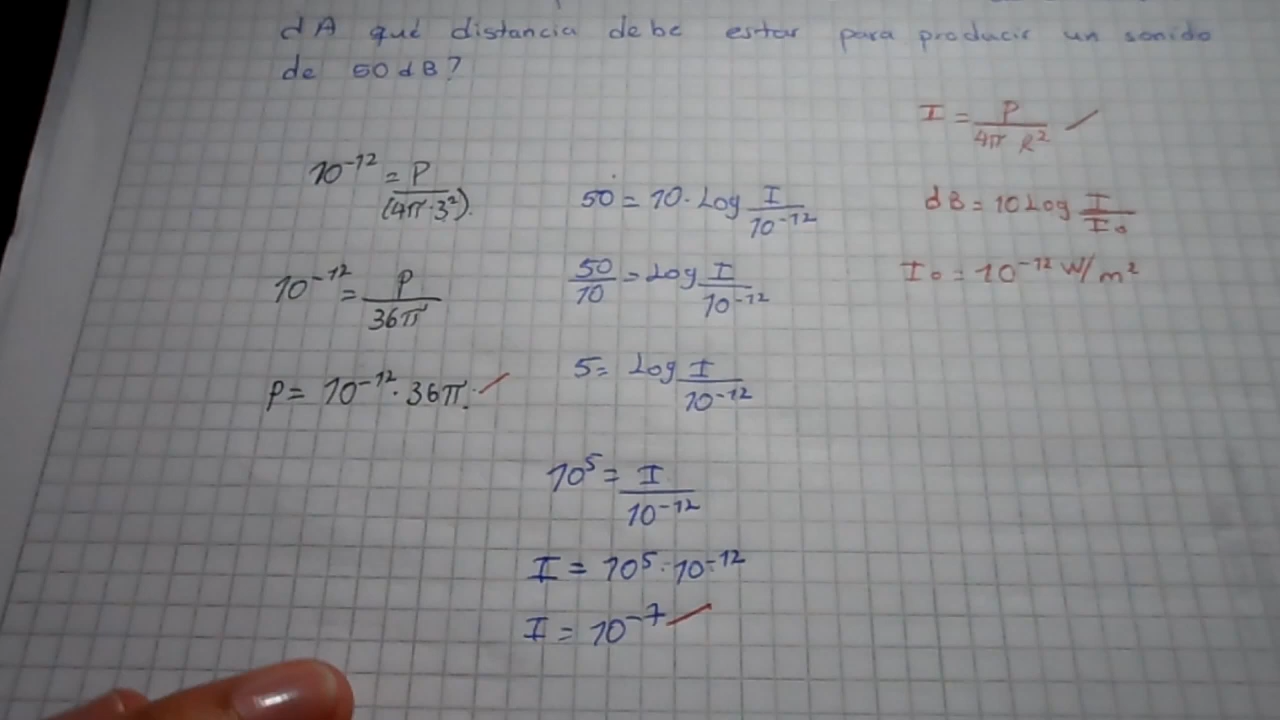 d A qué distancia debe estar para producir un sonido
de 50 dB?
10⁻¹² = P/(4π·3²).
10⁻¹² = P/36π
P = 10⁻¹² · 36π.
50 = 10 · Log I/10⁻¹²
50/10 = Log I/10⁻¹²
5 = Log I/10⁻¹²
10⁵ = I/10⁻¹²
I = 10⁵ · 10⁻¹²
I = 10⁻⁷
I = P/4π R²
dB = 10 Log I/I₀
I₀ = 10⁻¹² W/m²